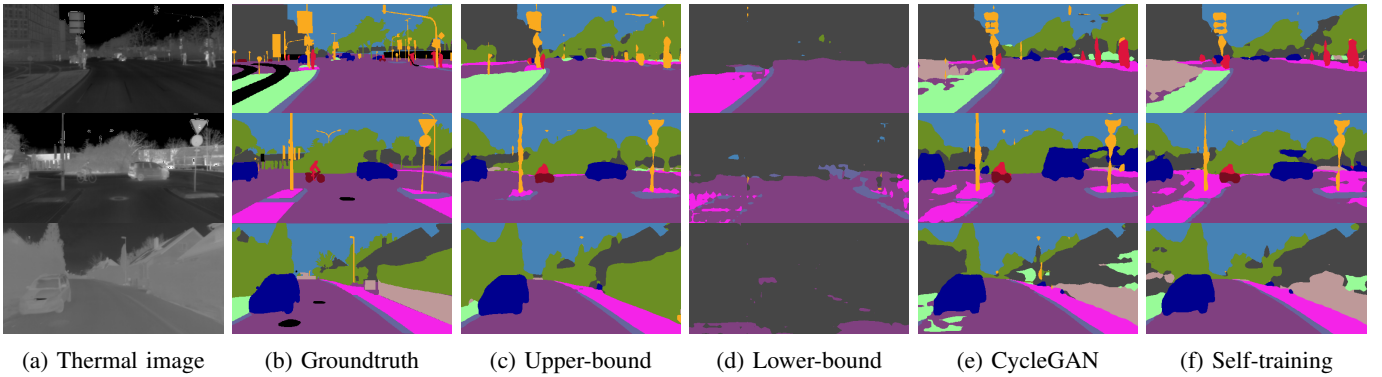 (a) Thermal image (b) Groundtruth (c) Upper-bound (d) Lower-bound (e) CycleGAN (f) Self-training